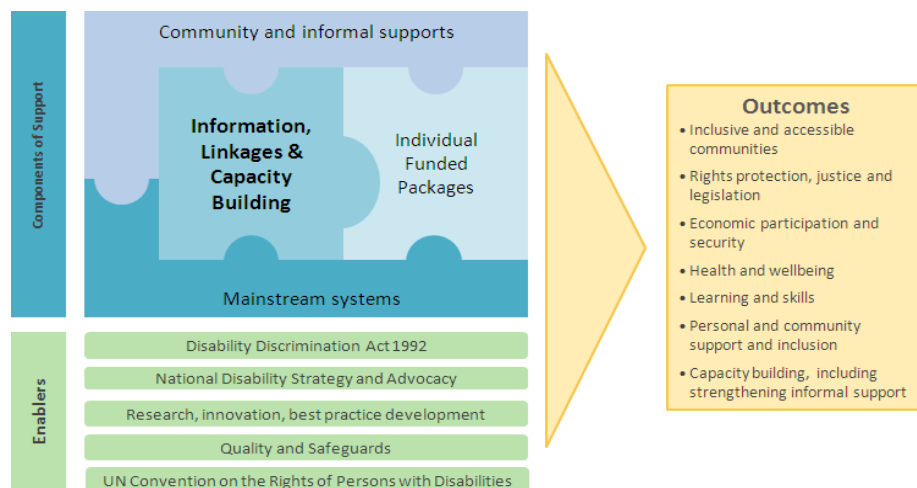 Components of Support
Community and informal supports
Information,
Linkages &
Capacity
Building
Individual
Funded
Packages
Mainstream systems
Enablers
Disability Discrimination Act 1992
National Disability Strategy and Advocacy
Research, innovation, best practice development
Quality and Safeguards
UN Convention on the Rights of Persons with Disabilities
Outcomes
• Inclusive and accessible
communities
• Rights protection, justice and
legislation
• Economic participation and
security
• Health and wellbeing
• Learning and skills
• Personal and community
support and inclusion
• Capacity building, including
strengthening informal support